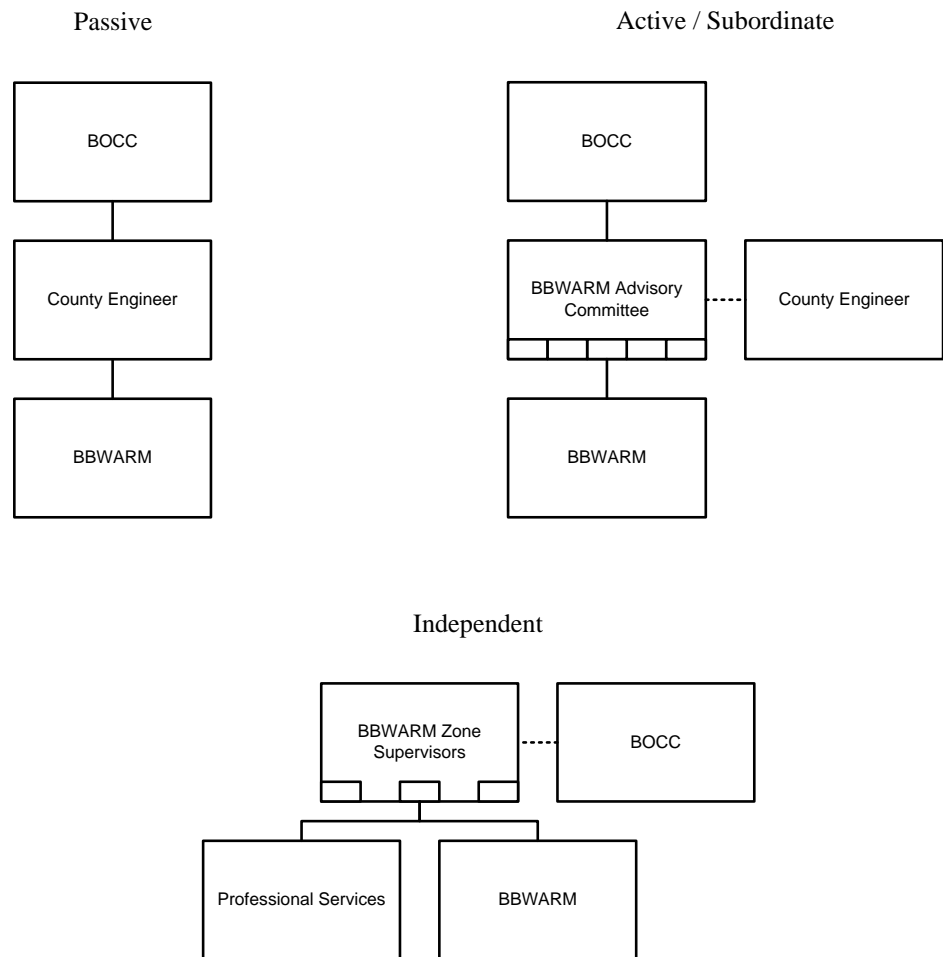 Passive
BOCC
County Engineer
BBWARM
Active / Subordinate
BOCC
BBWARM Advisory
Committee
County Engineer
BBWARM
Independent
BBWARM Zone
Supervisors
BOCC
Professional Services
BBWARM